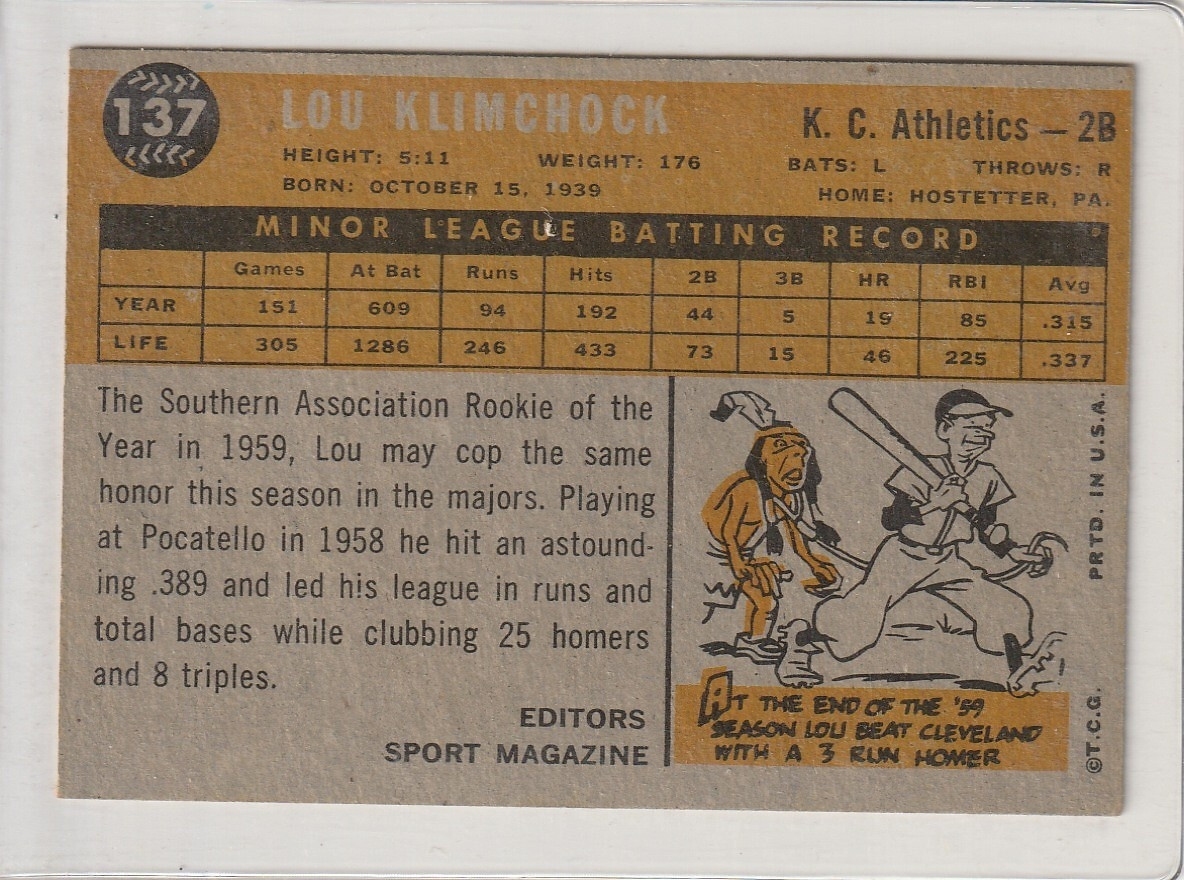 137
LOU KLIMCHOCK
K. C. Athletics — 2B
HEIGHT: 5:11 WEIGHT: 176 BATS: L THROWS: R
BORN: OCTOBER 15, 1939 HOME: HOSTETTER, PA.
MINOR LEAGUE BATTING RECORD
Games At Bat Runs Hits 2B 3B HR RBI Avg
YEAR 151 609 94 192 44 5 19 85 .315
LIFE 305 1286 246 433 73 15 46 225 .337
The Southern Association Rookie of the
Year in 1959, Lou may cop the same
honor this season in the majors. Playing
at Pocatello in 1958 he hit an astound-
ing .389 and led his league in runs and
total bases while clubbing 25 homers
and 8 triples.
EDITORS
SPORT MAGAZINE
AT THE END OF THE '59
SEASON LOU BEAT CLEVELAND
WITH A 3 RUN HOMER
©T.C.G. PRTD. IN U.S.A.